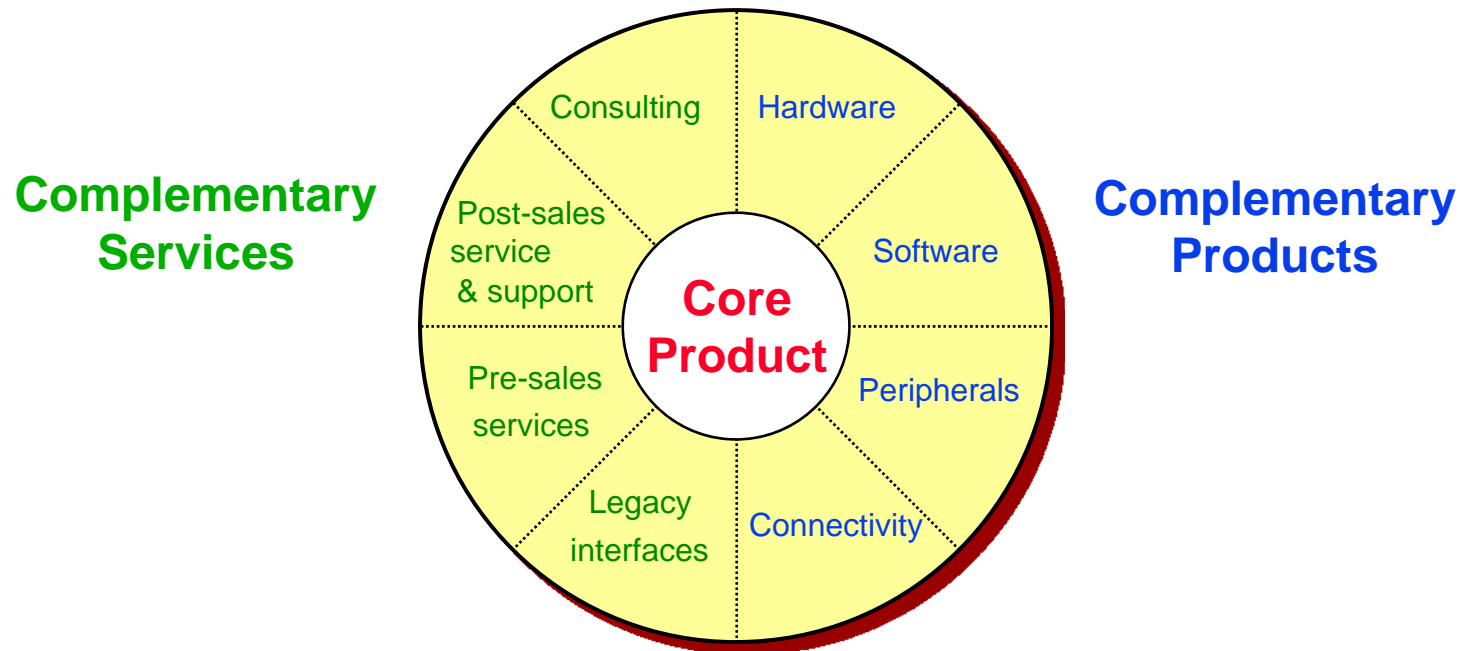 Complementary
Services
Consulting
Hardware
Post-sales
service
& support
Software
Core
Product
Pre-sales
services
Peripherals
Legacy
interfaces
Connectivity
Complementary
Products